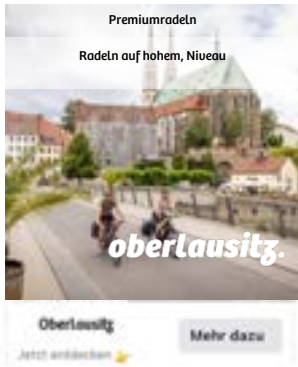 Premiumradeln
Radeln auf hohem, Niveau
oberlausitz.
Oberlausitz
Mehr dazu
Jetzt entdecken 👉